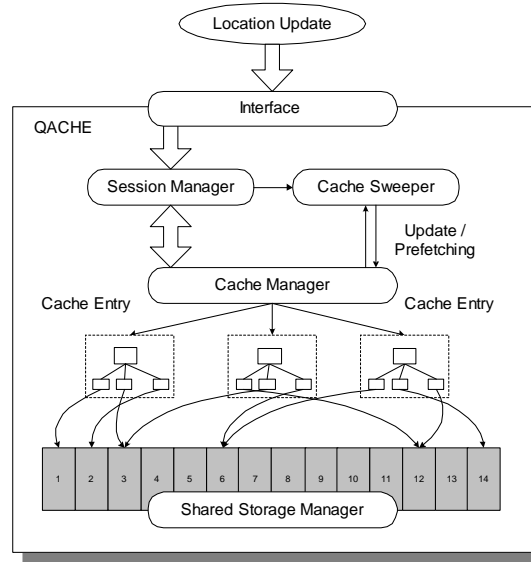 Location Update
Interface
QACHE
Session Manager
Cache Sweeper
Update /
Prefetching
Cache Manager
Cache Entry
Cache Entry
1 2 3 4 5 6 7 8 9 10 11 12 13 14
Shared Storage Manager